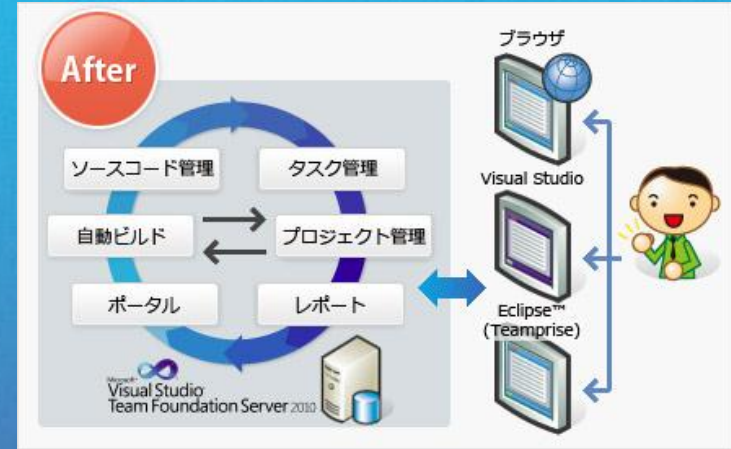 After
ソースコード管理
タスク管理
自動ビルド
プロジェクト管理
ポータル
レポート
Microsoft
Visual Studio
Team Foundation Server 2010
ブラウザ
Visual Studio
Eclipse™
(Teamprise)